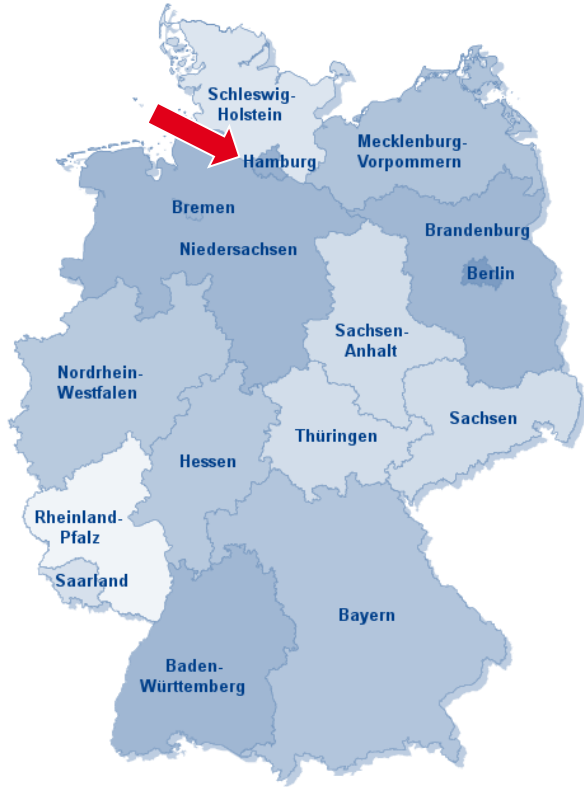 Schleswig-
Holstein
Mecklenburg-
Vorpommern
Hamburg
Bremen
Niedersachsen
Brandenburg
Berlin
Sachsen-
Anhalt
Nordrhein-
Westfalen
Sachsen
Thüringen
Hessen
Rheinland-
Pfalz
Saarland
Bayern
Baden-
Württemberg